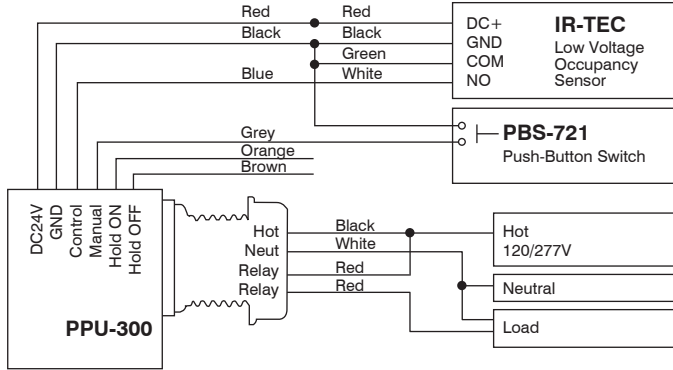 Red Red
Black Black
Green
Blue White
DC+
GND
COM
NO
IR-TEC
Low Voltage
Occupancy
Sensor
Grey
Orange
Brown
PBS-721
Push-Button Switch
DC24V
GND
Control
Manual
Hold ON
Hold OFF
PPU-300
Hot
Neut
Relay
Relay
Black
White
Red
Red
Hot
120/277V
Neutral
Load